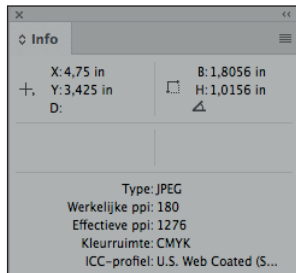 Info
X: 4,75 in
Y: 3,425 in
D:
B: 1,8056 in
H: 1,0156 in
Type: JPEG
Werkelijke ppi: 180
Effectieve ppi: 1276
Kleurruimte: CMYK
ICC-profiel: U.S. Web Coated (S...